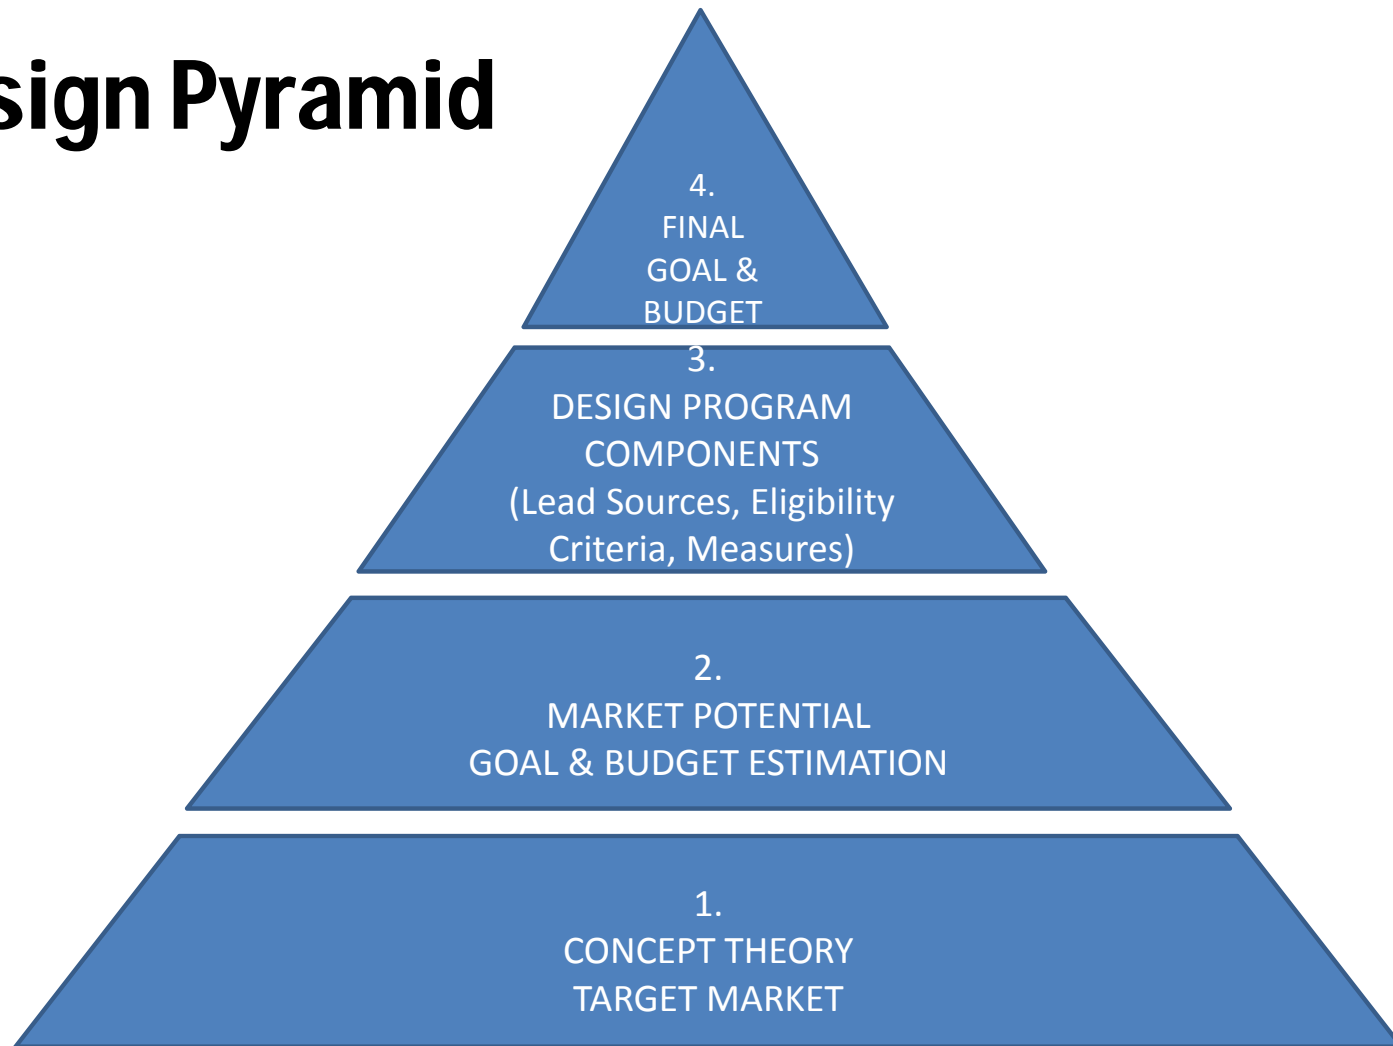 sign Pyramid
4.
FINAL
GOAL &
BUDGET
3.
DESIGN PROGRAM
COMPONENTS
(Lead Sources, Eligibility
Criteria, Measures)
2.
MARKET POTENTIAL
GOAL & BUDGET ESTIMATION
1.
CONCEPT THEORY
TARGET MARKET